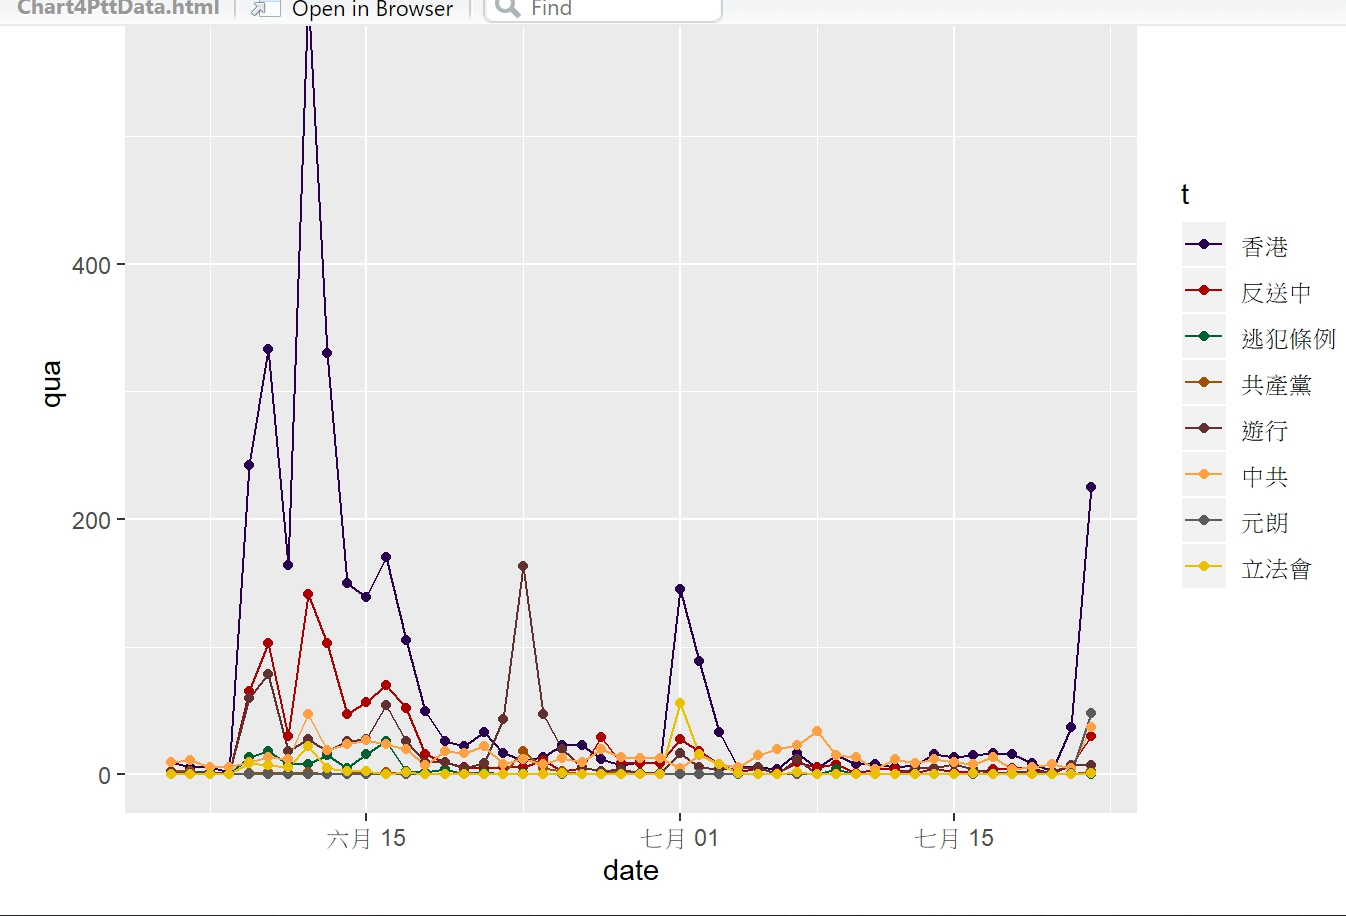 Chart4PttData.html
Open in Browser
Find
400
200
0
qua
六月 15
七月 01
七月 15
date
t
香港
反送中
逃犯條例
共產黨
遊行
中共
元朗
立法會